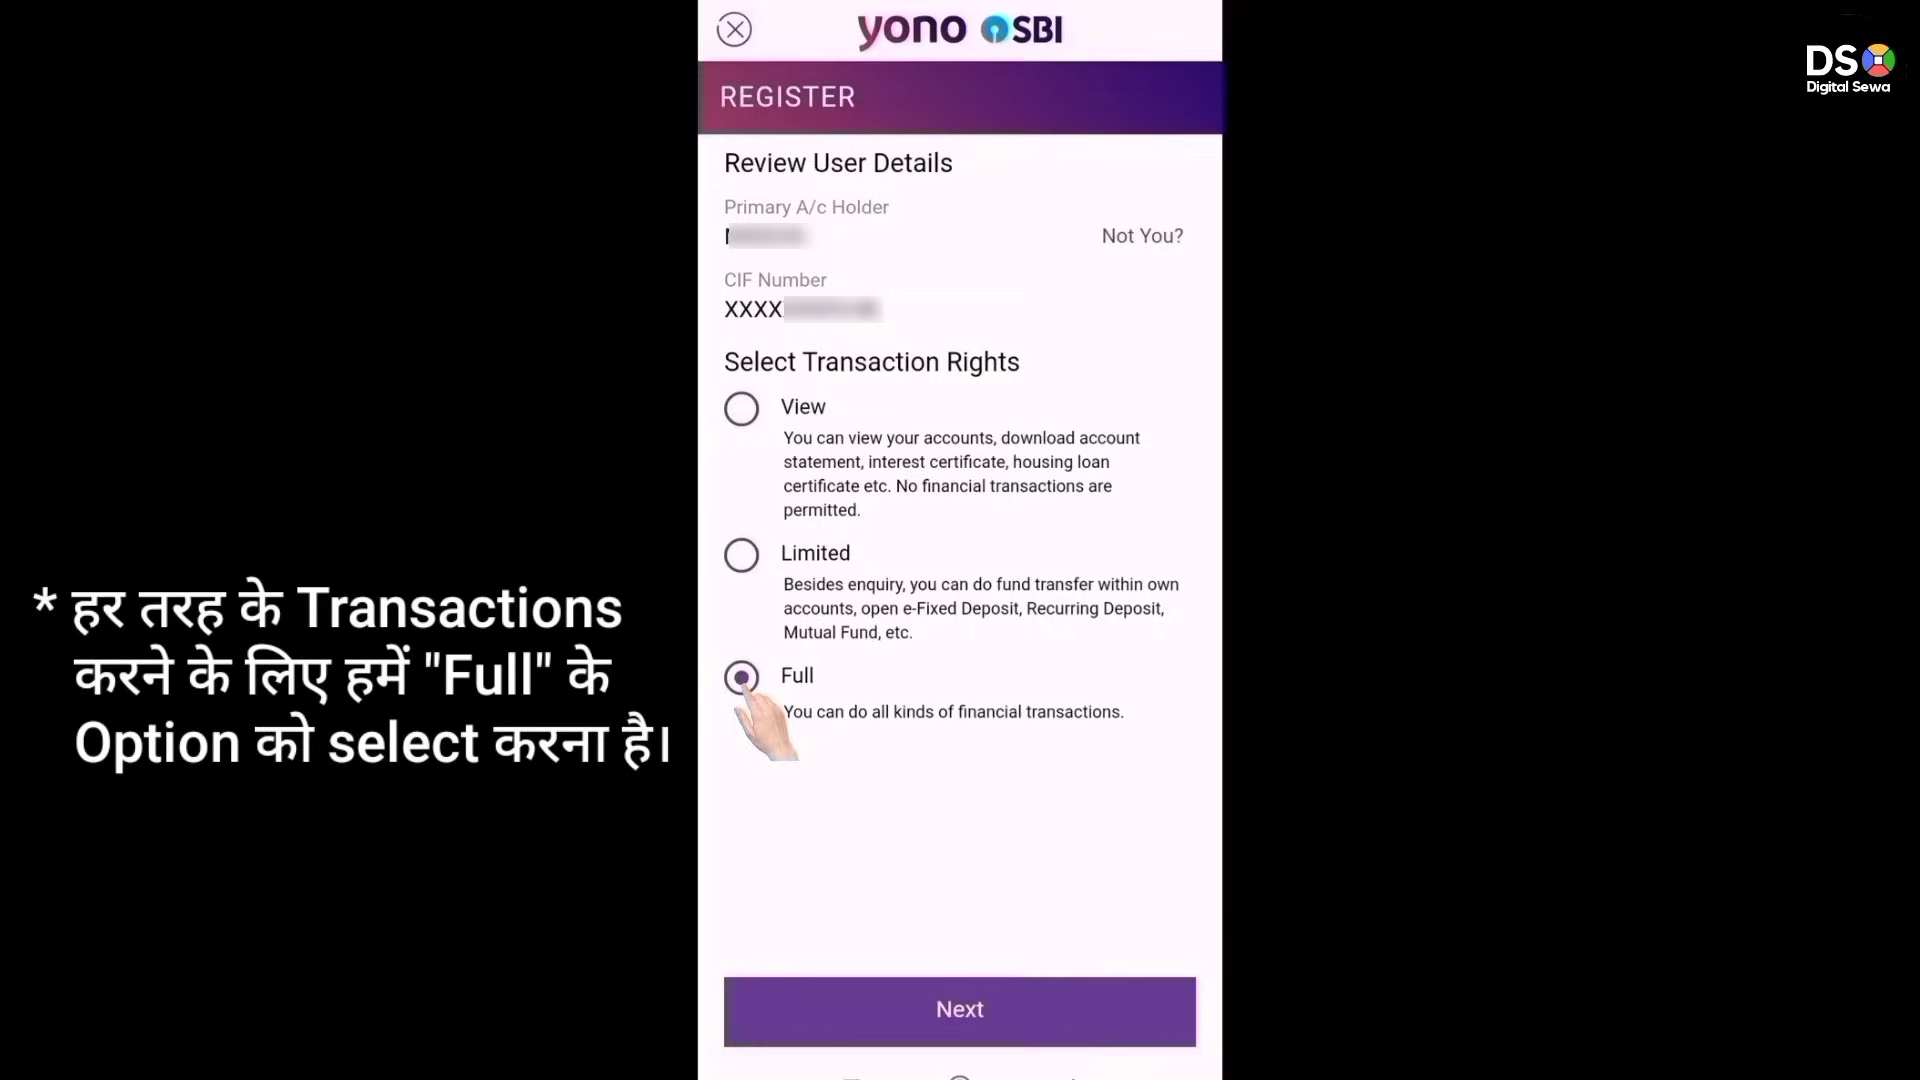 yono SBI
DS
Digital Sewa
REGISTER
Review User Details
Primary A/c Holder
Not You?
CIF Number
XXXX
Select Transaction Rights
View
You can view your accounts, download account
statement, interest certificate, housing loan
certificate etc. No financial transactions are
permitted.
Limited
Besides enquiry, you can do fund transfer within own
accounts, open e-Fixed Deposit, Recurring Deposit,
Mutual Fund, etc.
* हर तरह के Transactions
करने के लिए हमें "Full" के
Option को select करना है।
Full
You can do all kinds of financial transactions.
Next